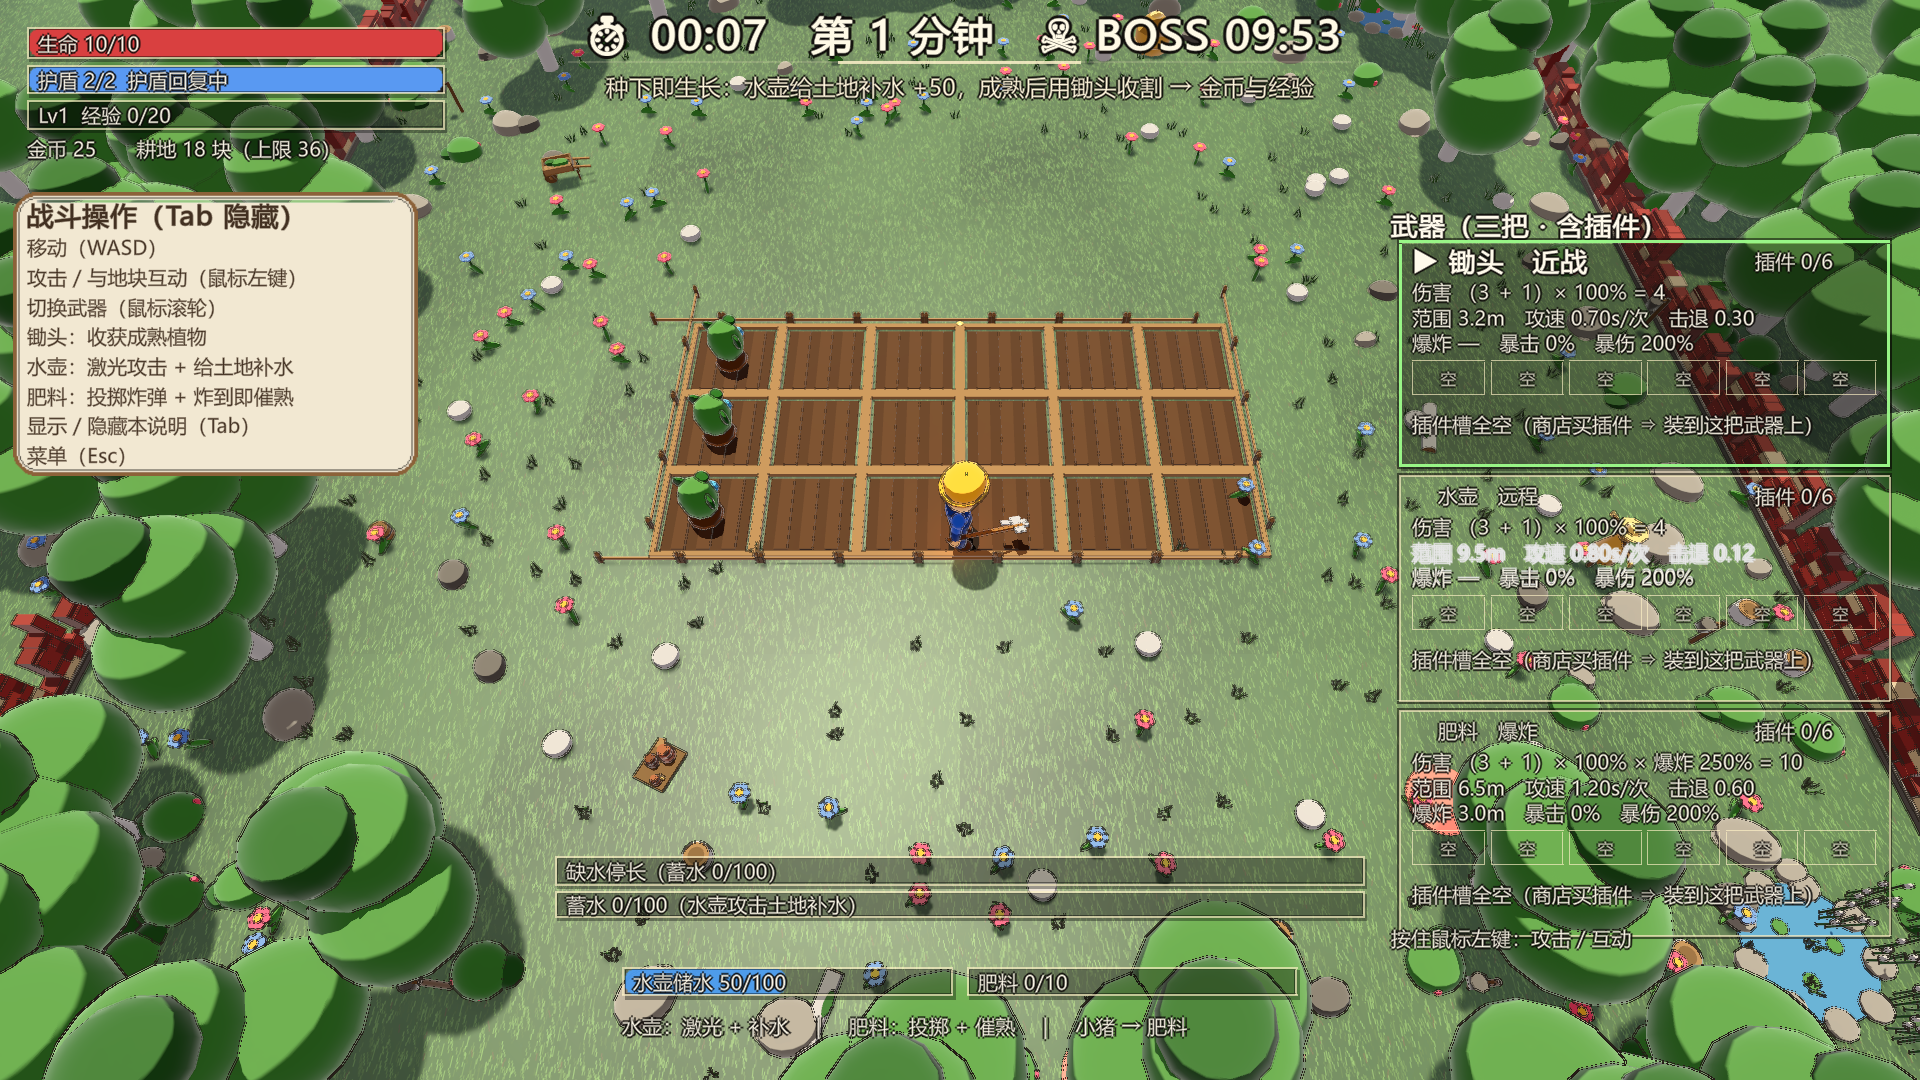 生命 10/10
护盾 2/2 护盾回复中
Lv1 经验 0/20
金币 25 耕地 18 块（上限 36）
00:07 第 1 分钟 BOSS 09:53
种下即生长：水壶给土地补水 +50，成熟后用锄头收割 → 金币与经验
战斗操作（Tab 隐藏）
移动（WASD）
攻击 / 与地块互动（鼠标左键）
切换武器（鼠标滚轮）
锄头：收获成熟植物
水壶：激光攻击 + 给土地补水
肥料：投掷炸弹 + 炸到即催熟
显示 / 隐藏本说明（Tab）
菜单（Esc）
武器（三把 · 含插件）
▶ 锄头 近战 插件 0/6
伤害 （3 + 1）× 100% = 4
范围 3.2m 攻速 0.70s/次 击退 0.30
爆炸 — 暴击 0% 暴伤 200%
空 空 空 空 空 空
插件槽全空（商店买插件 ⇒ 装到这把武器上）
水壶 远程 插件 0/6
伤害 （3 + 1）× 100% = 4
范围 9.5m 攻速 0.80s/次 击退 0.12
爆炸 — 暴击 0% 暴伤 200%
空 空 空 空 空 空
插件槽全空（商店买插件 ⇒ 装到这把武器上）
肥料 爆炸 插件 0/6
伤害 （3 + 1）× 100% × 爆炸 250% = 10
范围 6.5m 攻速 1.20s/次 击退 0.60
爆炸 3.0m 暴击 0% 暴伤 200%
空 空 空 空 空 空
插件槽全空（商店买插件 ⇒ 装到这把武器上）
按住鼠标左键：攻击 / 互动
缺水停长（蓄水 0/100）
蓄水 0/100（水壶攻击土地补水）
水壶储水 50/100 肥料 0/10
水壶：激光 + 补水 | 肥料：投掷 + 催熟 | 小猪 → 肥料